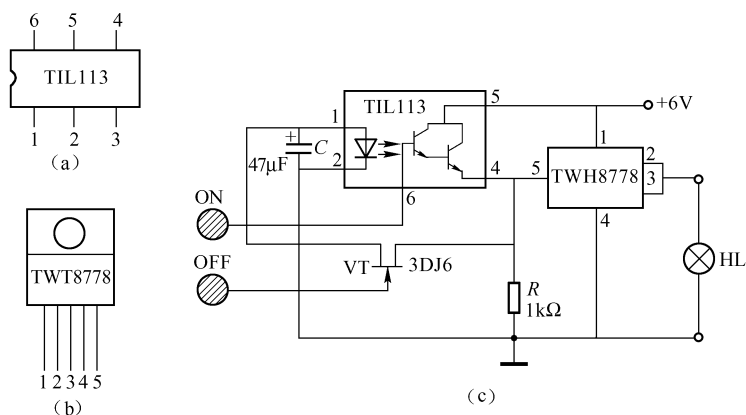 6 5 4
TIL113
1 2 3
(a)
TWT8778
1 2 3 4 5
(b)
TIL113
1
2
5
4
6
+
C
47μF
ON
OFF
VT
3DJ6
R
1kΩ
+6V
1
5
TWH8778
2
3
4
HL
(c)